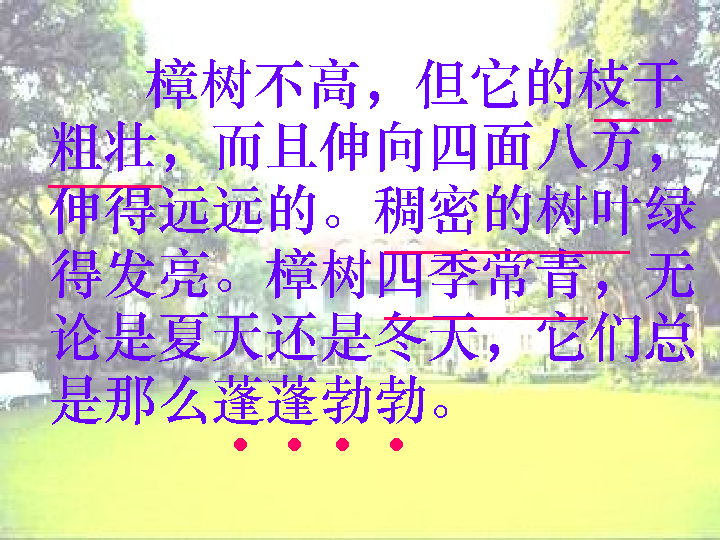 樟树不高，但它的枝干
粗壮，而且伸向四面八方，
伸得远远的。稠密的树叶绿
得发亮。樟树四季常青，无
论是夏天还是冬天，它们总
是那么蓬蓬勃勃。